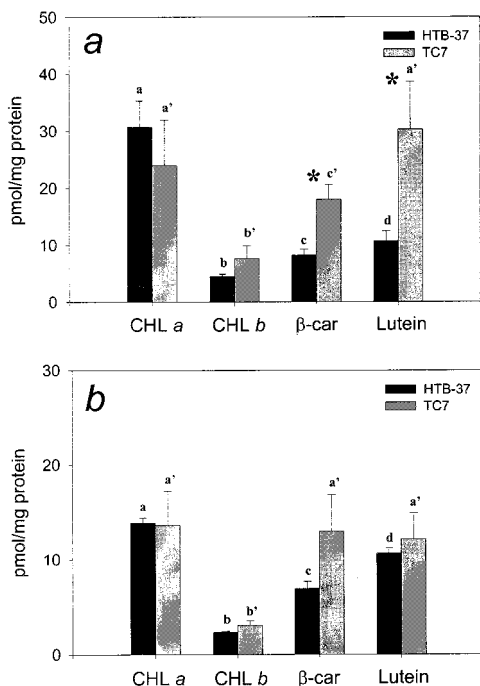 a
HTB-37
TC7
50
40
30
20
10
0
pmol/mg protein
a a’
b b’
* c c’
* d a’
CHL a CHL b β-car Lutein
b
HTB-37
TC7
30
20
10
0
pmol/mg protein
a a’
b b’
c a’
d a’
CHL a CHL b β-car Lutein